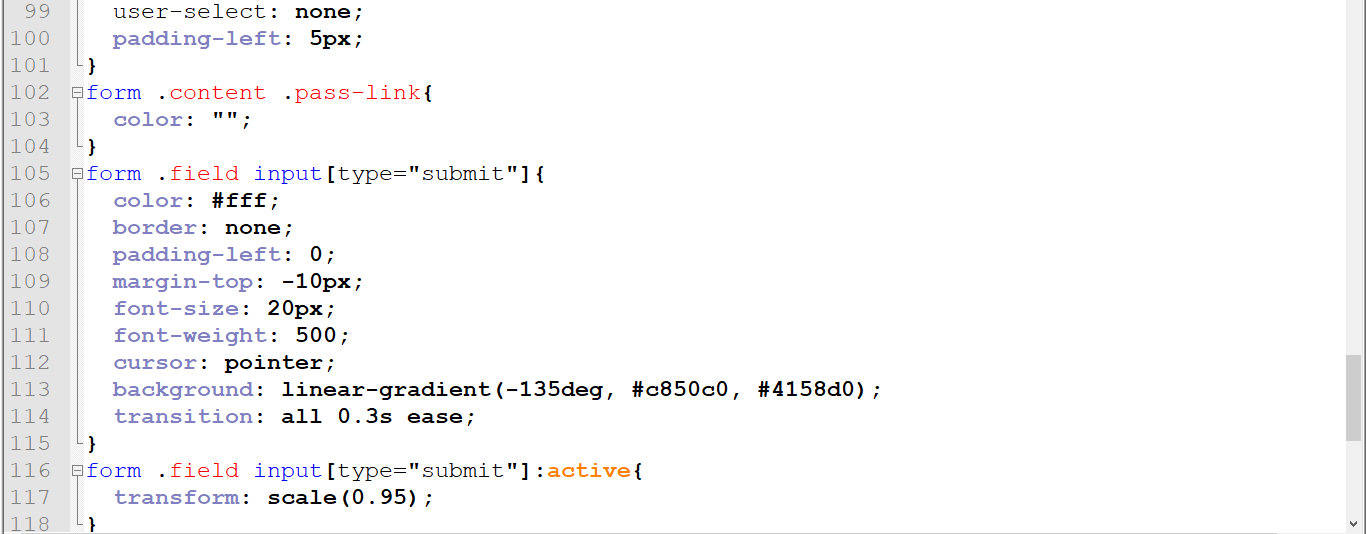 99 user-select: none;
100 padding-left: 5px;
101 }
102 form .content .pass-link{
103 color: "";
104 }
105 form .field input[type="submit"]{
106 color: #fff;
107 border: none;
108 padding-left: 0;
109 margin-top: -10px;
110 font-size: 20px;
111 font-weight: 500;
112 cursor: pointer;
113 background: linear-gradient(-135deg, #c850c0, #4158d0);
114 transition: all 0.3s ease;
115 }
116 form .field input[type="submit"]:active{
117 transform: scale(0.95);
118 }